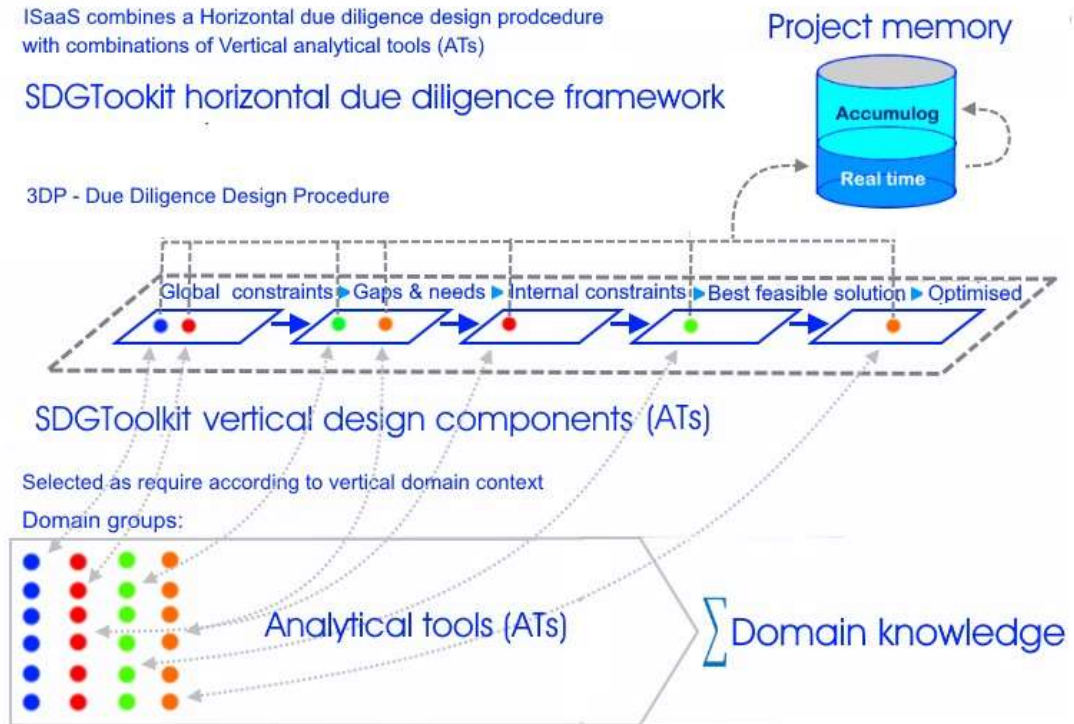 ISaaS combines a Horizontal due diligence design prodcedure
with combinations of Vertical analytical tools (ATs)
Project memory
SDGTookit horizontal due diligence framework
Accumulog
Real time
3DP - Due Diligence Design Procedure
Global constraints Gaps & needs Internal constraints Best feasible solution Optimised
SDGToolkit vertical design components (ATs)
Selected as require according to vertical domain context
Domain groups:
Analytical tools (ATs)
∑ Domain knowledge